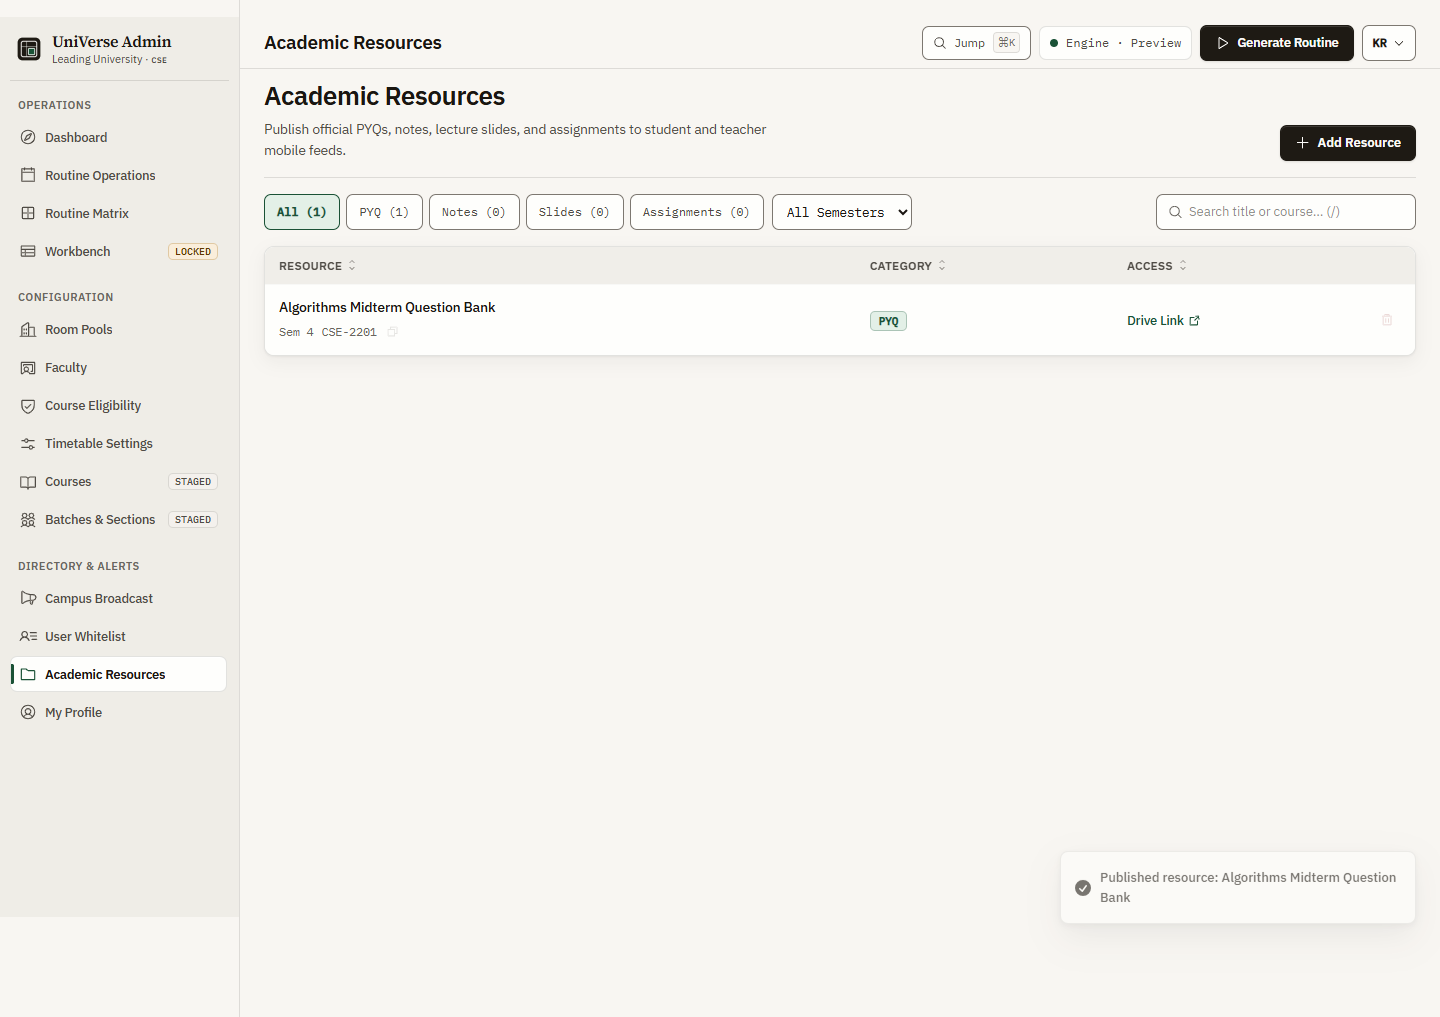 UniVerse Admin
Leading University · CSE
OPERATIONS
Dashboard
Routine Operations
Routine Matrix
Workbench LOCKED
CONFIGURATION
Room Pools
Faculty
Course Eligibility
Timetable Settings
Courses STAGED
Batches & Sections STAGED
DIRECTORY & ALERTS
Campus Broadcast
User Whitelist
Academic Resources
My Profile
Academic Resources
Jump ⌘K
Engine · Preview
Generate Routine
KR
Academic Resources
Publish official PYQs, notes, lecture slides, and assignments to student and teacher
mobile feeds.
Add Resource
All (1) PYQ (1) Notes (0) Slides (0) Assignments (0) All Semesters
Search title or course... (/)
RESOURCE CATEGORY ACCESS
Algorithms Midterm Question Bank
Sem 4 CSE-2201
PYQ
Drive Link
Published resource: Algorithms Midterm Question
Bank